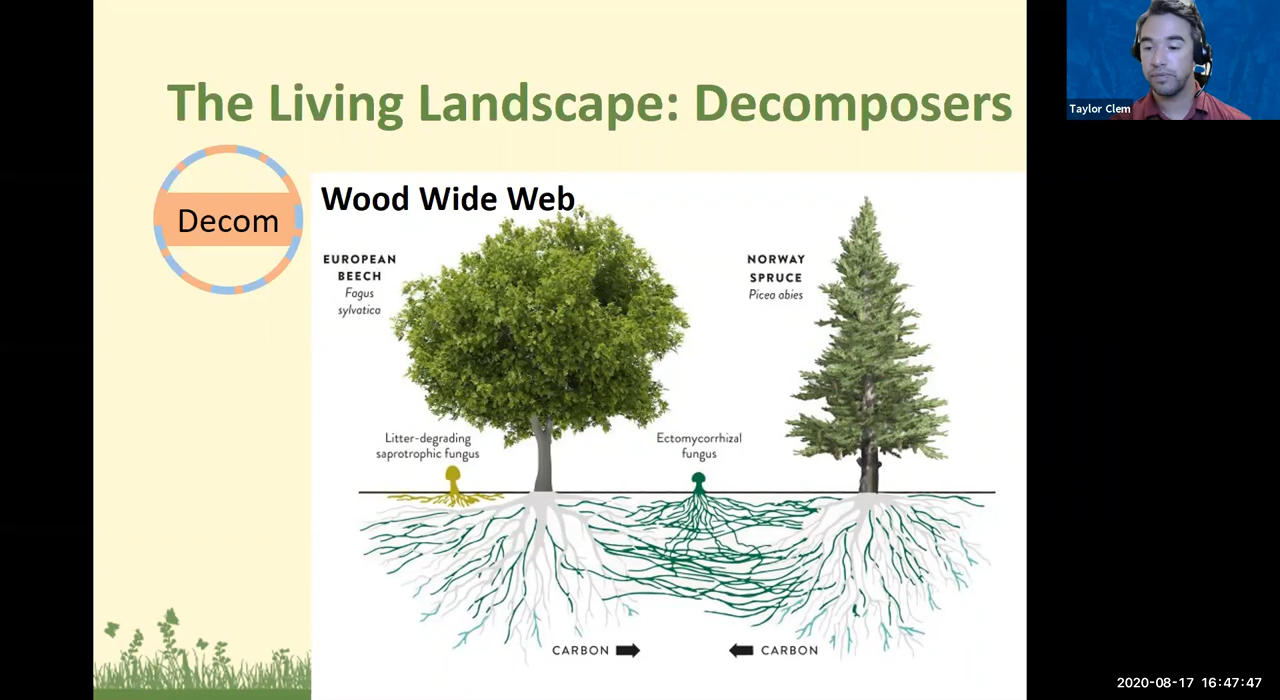 The Living Landscape: Decomposers
Taylor Clem
Decom
Wood Wide Web
EUROPEAN
BEECH
Fagus
sylvatica
NORWAY
SPRUCE
Picea abies
Litter-degrading
saprotrophic fungus
Ectomycorrhizal
fungus
CARBON
CARBON
2020-08-17 16:47:47